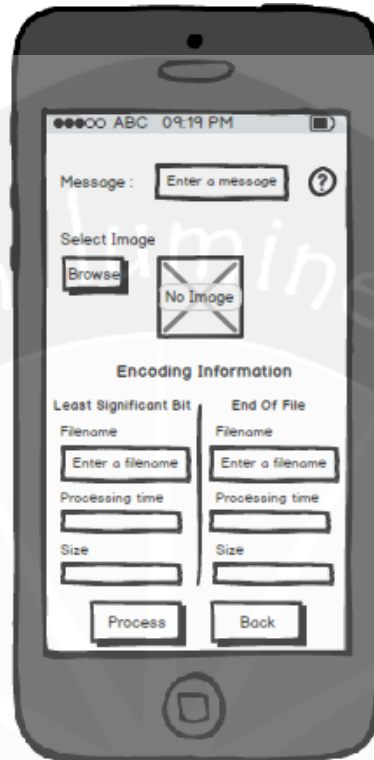 ABC 09:19 PM
Message : Enter a message ?
Select Image
Browse
No Image
Encoding Information
Least Significant Bit End Of File
Filename Filename
Enter a filename Enter a filename
Processing time Processing time
Size Size
Process Back